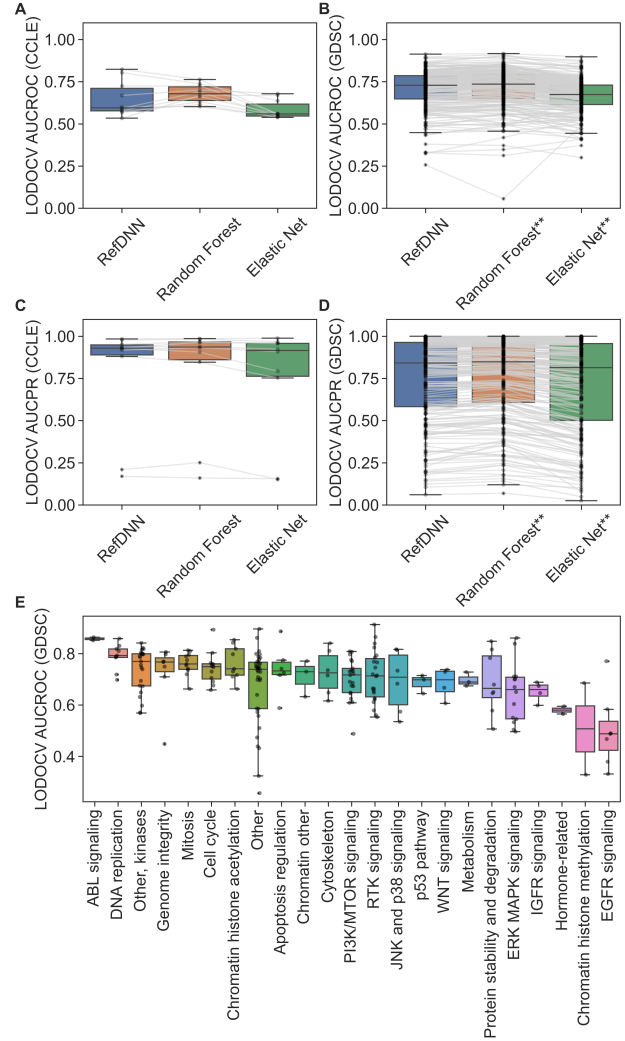 A
LODOCV AUCROC (CCLE)
1.00
0.75
0.50
0.25
0.00
RefDNN
Random Forest
Elastic Net
B
LODOCV AUCROC (GDSC)
1.00
0.75
0.50
0.25
0.00
RefDNN
Random Forest**
Elastic Net**
C
LODOCV AUCPR (CCLE)
1.00
0.75
0.50
0.25
0.00
RefDNN
Random Forest
Elastic Net
D
LODOCV AUCPR (GDSC)
1.00
0.75
0.50
0.25
0.00
RefDNN
Random Forest**
Elastic Net**
E
LODOCV AUCROC (GDSC)
0.8
0.6
0.4
ABL signaling
DNA replication
Other, kinases
Genome integrity
Mitosis
Cell cycle
Chromatin histone acetylation
Other
Apoptosis regulation
Chromatin other
Cytoskeleton
PI3K/MTOR signaling
RTK signaling
JNK and p38 signaling
p53 pathway
WNT signaling
Metabolism
Protein stability and degradation
ERK MAPK signaling
IGFR signaling
Hormone-related
Chromatin histone methylation
EGFR signaling